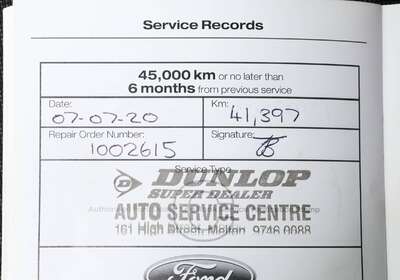 Service Records
45,000 km or no later than
6 months from previous service
Date: Km:
07-07-20 41,397
Repair Order Number: Signature:
1002615
Service Type
DUNLOP
SUPER DEALER
AUTO SERVICE CENTRE
161 High Street, Melton 9746 0088
Ford